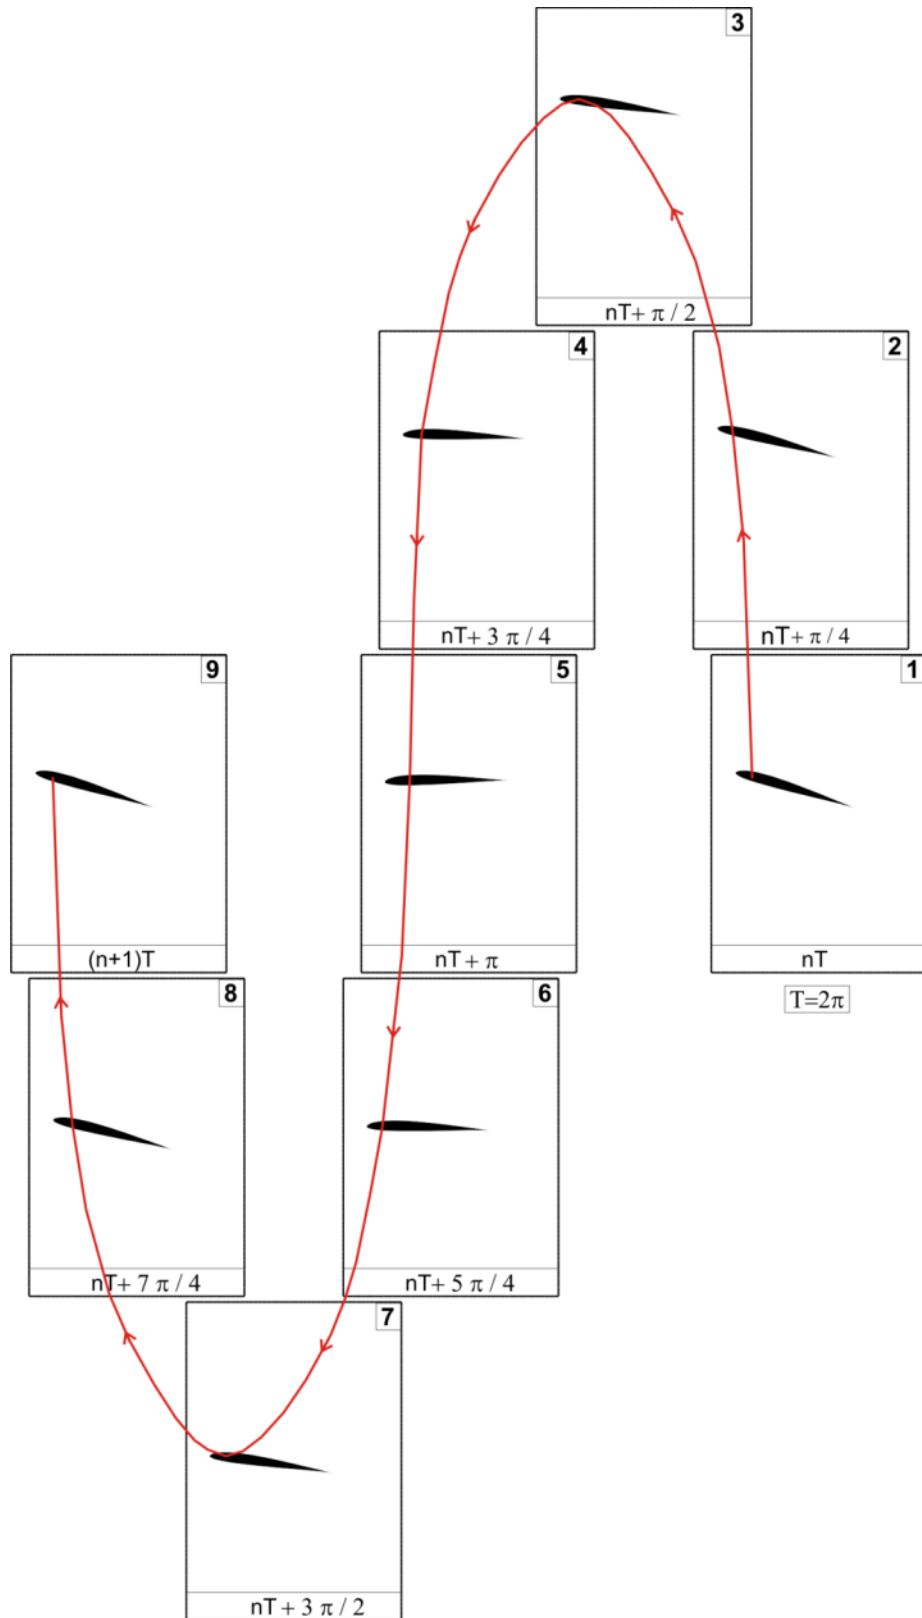 3
nT+ π / 2
4
nT+ 3 π / 4
2
nT+ π / 4
9
(n+1)T
5
nT + π
1
nT
T=2π
8
nT+ 7 π / 4
6
nT+ 5 π / 4
7
nT+ 3 π / 2